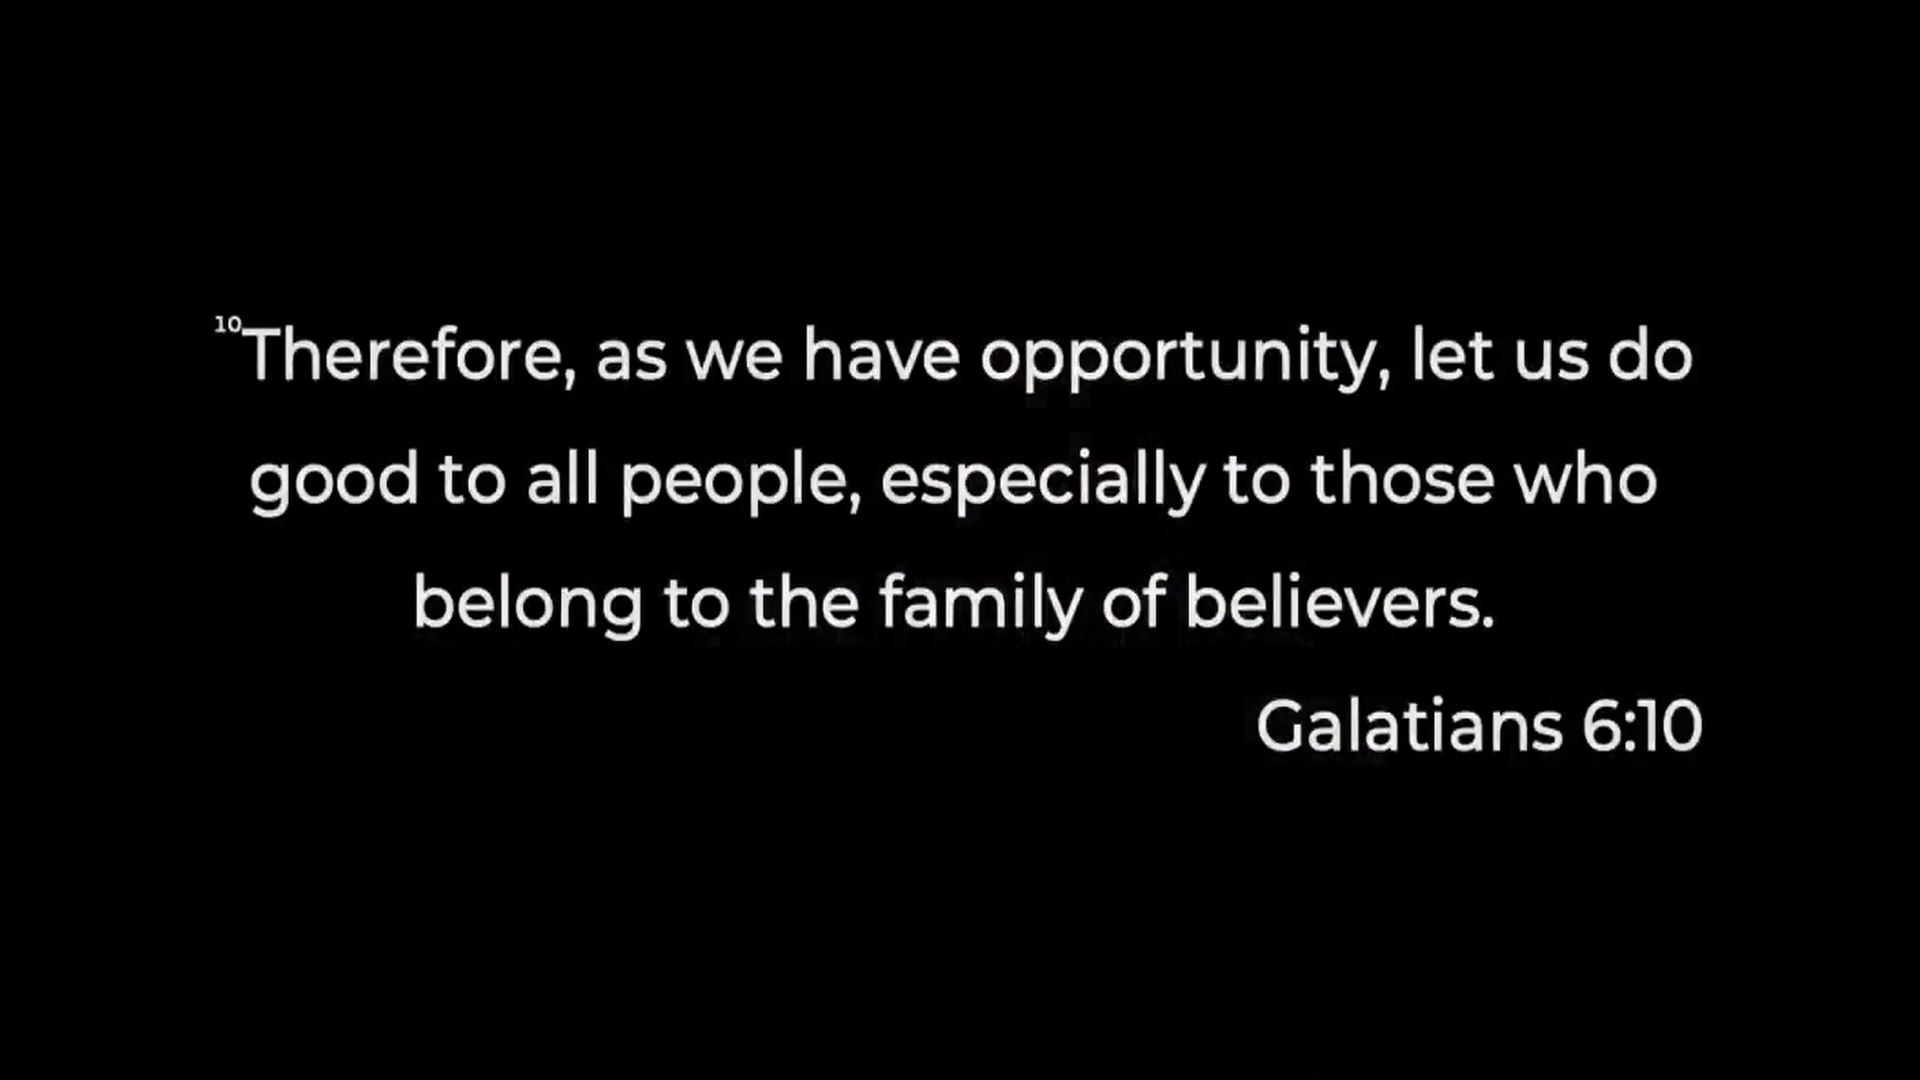 ¹⁰Therefore, as we have opportunity, let us do
good to all people, especially to those who
belong to the family of believers.
Galatians 6:10